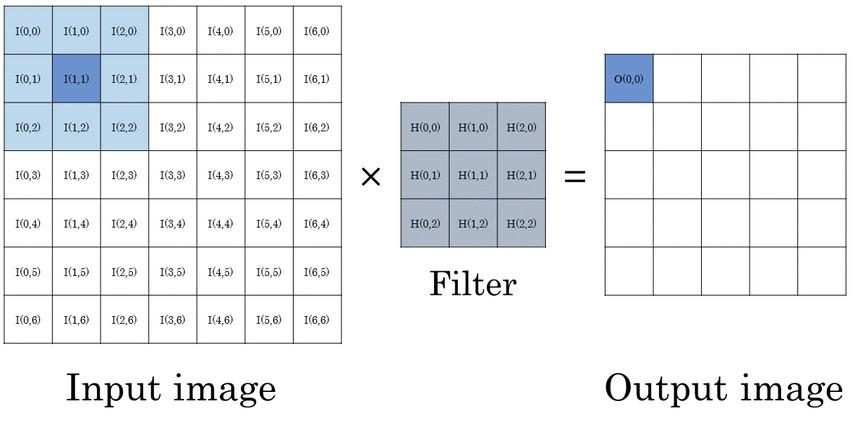 I(0,0) I(1,0) I(2,0) I(3,0) I(4,0) I(5,0) I(6,0)
I(0,1) I(1,1) I(2,1) I(3,1) I(4,1) I(5,1) I(6,1)
I(0,2) I(1,2) I(2,2) I(3,2) I(4,2) I(5,2) I(6,2)
I(0,3) I(1,3) I(2,3) I(3,3) I(4,3) I(5,3) I(6,3)
I(0,4) I(1,4) I(2,4) I(3,4) I(4,4) I(5,4) I(6,4)
I(0,5) I(1,5) I(2,5) I(3,5) I(4,5) I(5,5) I(6,5)
I(0,6) I(1,6) I(2,6) I(3,6) I(4,6) I(5,6) I(6,6)
Input image
×
H(0,0) H(1,0) H(2,0)
H(0,1) H(1,1) H(2,1)
H(0,2) H(1,2) H(2,2)
Filter
=
O(0,0)
Output image